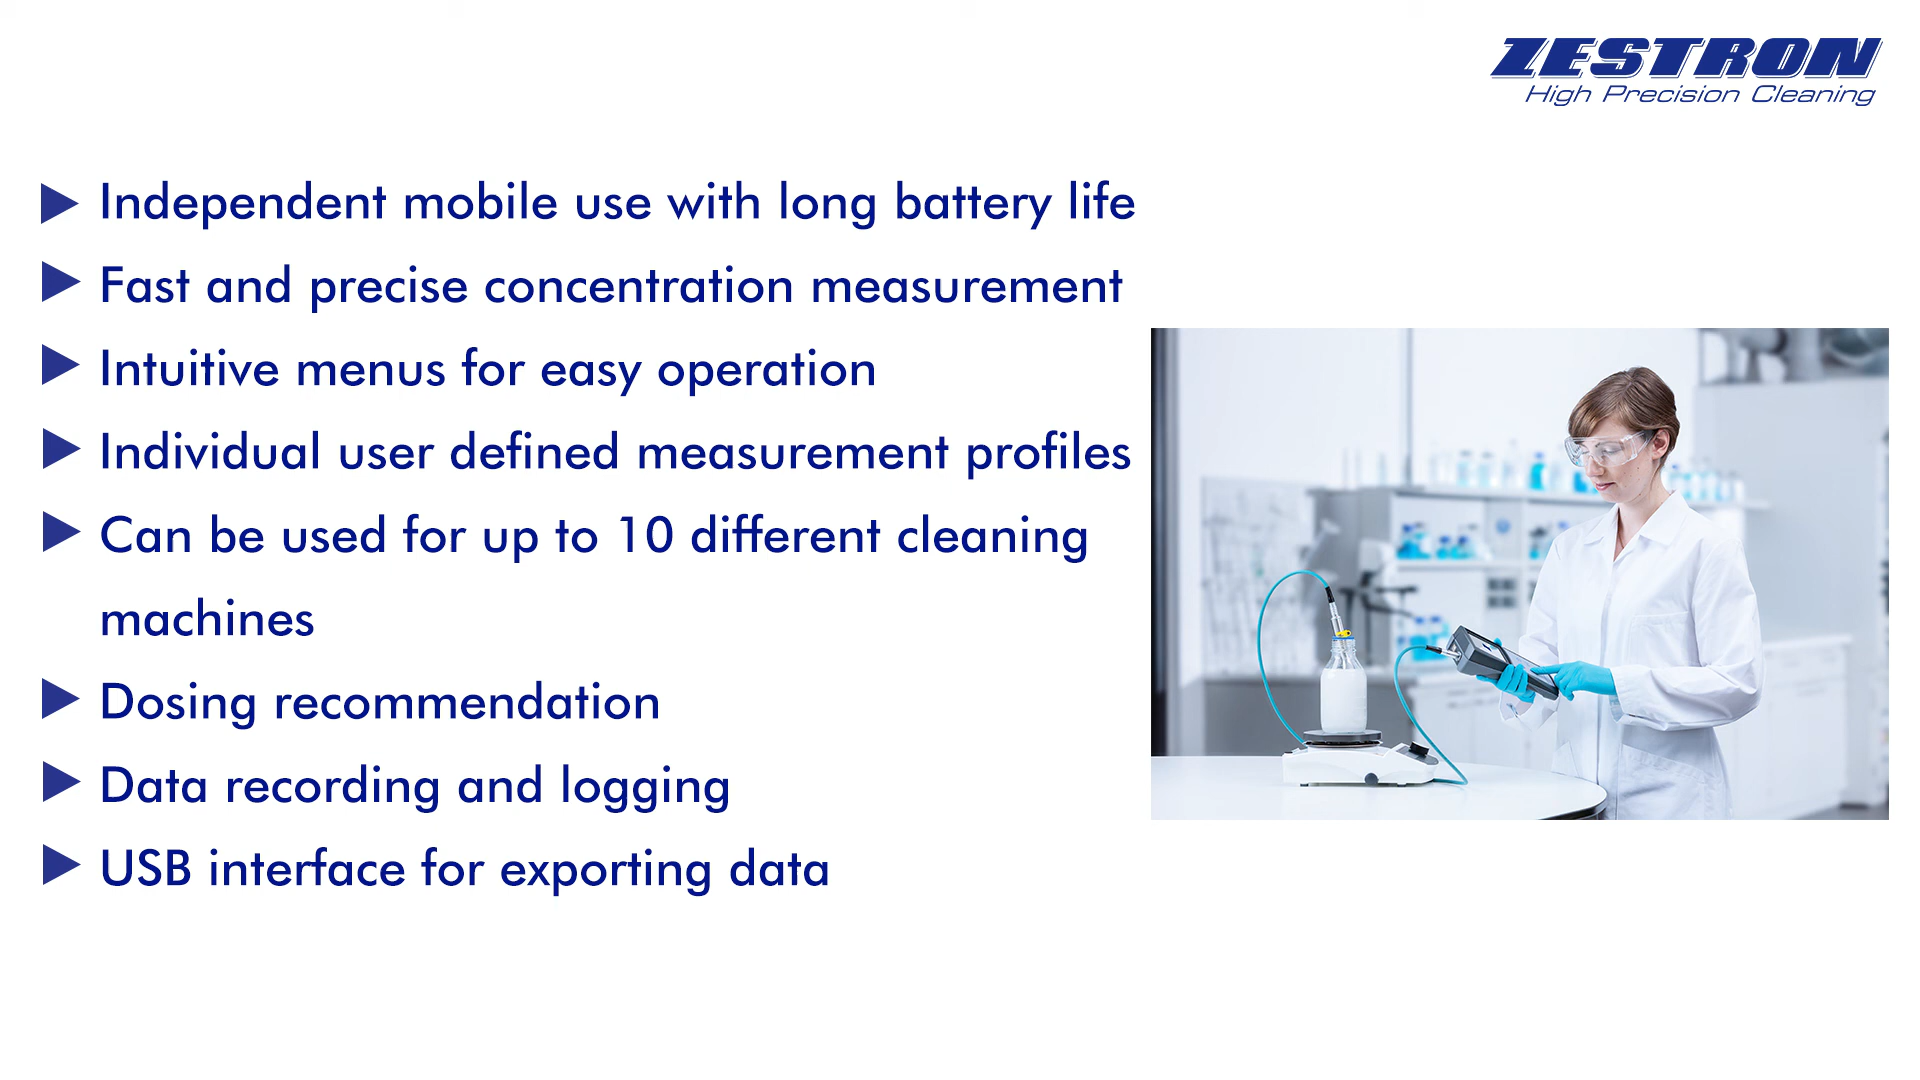 ZESTRON
High Precision Cleaning
Independent mobile use with long battery life
Fast and precise concentration measurement
Intuitive menus for easy operation
Individual user defined measurement profiles
Can be used for up to 10 different cleaning
machines
Dosing recommendation
Data recording and logging
USB interface for exporting data